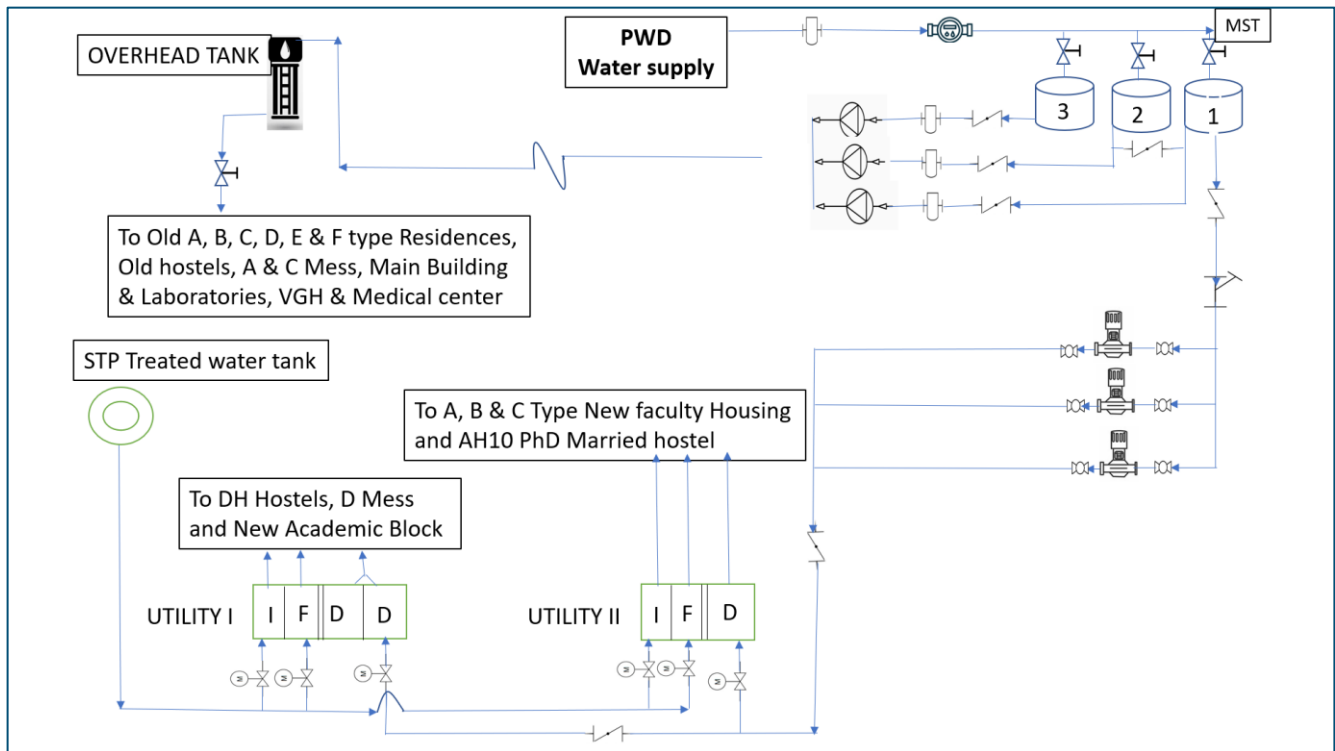 OVERHEAD TANK
PWD
Water supply
MST
3
2
1
To Old A, B, C, D, E & F type Residences,
Old hostels, A & C Mess, Main Building
& Laboratories, VGH & Medical center
STP Treated water tank
To A, B & C Type New faculty Housing
and AH10 PhD Married hostel
To DH Hostels, D Mess
and New Academic Block
UTILITY I
I F D D
UTILITY II
I F D
M M M
M M M